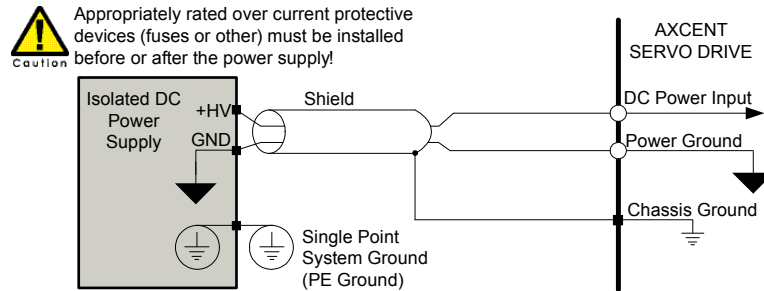 Appropriately rated over current protective
devices (fuses or other) must be installed
before or after the power supply!
Caution
AXCENT
SERVO DRIVE
Isolated DC
Power
Supply
+HV
GND
Shield
DC Power Input
Power Ground
Chassis Ground
Single Point
System Ground
(PE Ground)